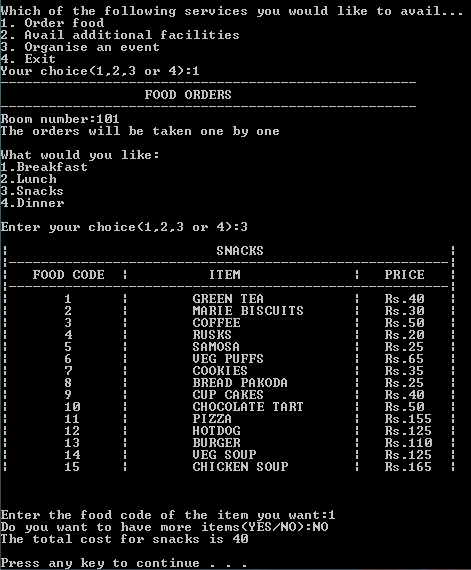 Which of the following services you would like to avail...
1. Order food
2. Avail additional facilities
3. Organise an event
4. Exit
Your choice(1,2,3 or 4):1
FOOD ORDERS
Room number:101
The orders will be taken one by one
What would you like:
1.Breakfast
2.Lunch
3.Snacks
4.Dinner
Enter your choice(1,2,3 or 4):3
SNACKS
FOOD CODE ¦ ITEM ¦ PRICE
1 ¦ GREEN TEA ¦ Rs.40
2 ¦ MARIE BISCUITS ¦ Rs.30
3 ¦ COFFEE ¦ Rs.50
4 ¦ RUSKS ¦ Rs.20
5 ¦ SAMOSA ¦ Rs.25
6 ¦ VEG PUFFS ¦ Rs.65
7 ¦ COOKIES ¦ Rs.35
8 ¦ BREAD PAKODA ¦ Rs.25
9 ¦ CUP CAKES ¦ Rs.40
10 ¦ CHOCOLATE TART ¦ Rs.50
11 ¦ PIZZA ¦ Rs.155
12 ¦ HOTDOG ¦ Rs.125
13 ¦ BURGER ¦ Rs.110
14 ¦ VEG SOUP ¦ Rs.125
15 ¦ CHICKEN SOUP ¦ Rs.165
Enter the food code of the item you want:1
Do you want to have more items(YES/NO):NO
The total cost for snacks is 40
Press any key to continue . . .